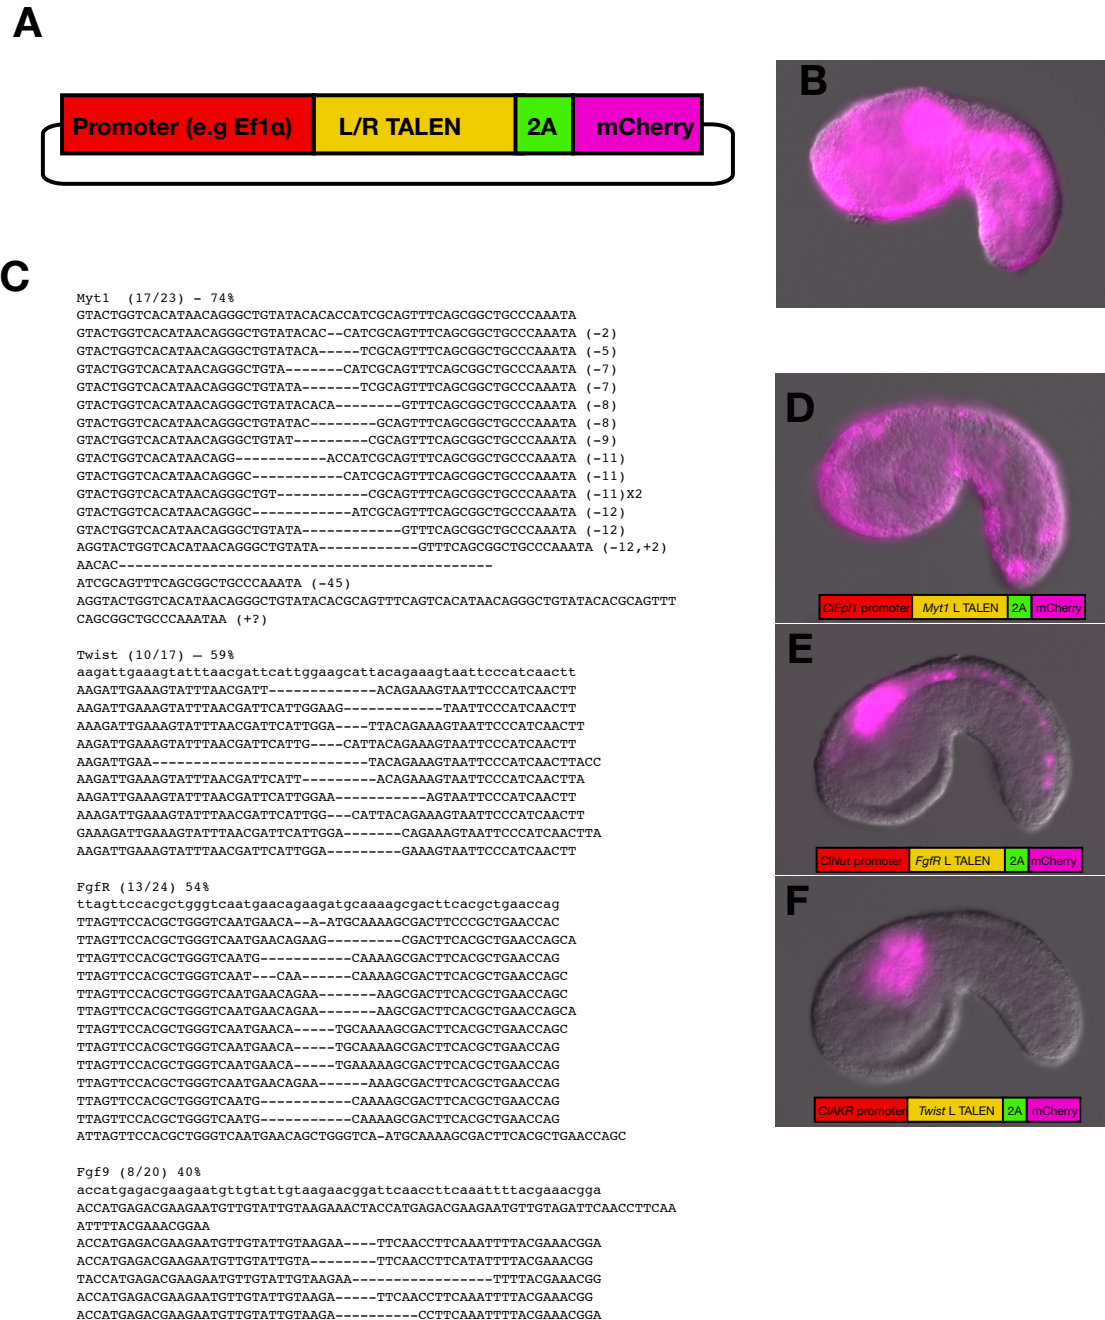 A
Promoter (e.g Ef1α) L/R TALEN 2A mCherry
B
C
Myt1 (17/23) - 74%
GTACTGGTCACATAACAGGGCTGTATACACACCATCGCAGTTTCAGCGGCTGCCCAAATA
GTACTGGTCACATAACAGGGCTGTATACAC--CATCGCAGTTTCAGCGGCTGCCCAAATA (-2)
GTACTGGTCACATAACAGGGCTGTATACA-----TCGCAGTTTCAGCGGCTGCCCAAATA (-5)
GTACTGGTCACATAACAGGGCTGTA-------CATCGCAGTTTCAGCGGCTGCCCAAATA (-7)
GTACTGGTCACATAACAGGGCTGTATA-------TCGCAGTTTCAGCGGCTGCCCAAATA (-7)
GTACTGGTCACATAACAGGGCTGTATACACA--------GTTTCAGCGGCTGCCCAAATA (-8)
GTACTGGTCACATAACAGGGCTGTATAC--------GCAGTTTCAGCGGCTGCCCAAATA (-8)
GTACTGGTCACATAACAGGGCTGTAT---------CGCAGTTTCAGCGGCTGCCCAAATA (-9)
GTACTGGTCACATAACAGG-----------ACCATCGCAGTTTCAGCGGCTGCCCAAATA (-11)
GTACTGGTCACATAACAGGGC-----------CATCGCAGTTTCAGCGGCTGCCCAAATA (-11)
GTACTGGTCACATAACAGGGCTGT-----------CGCAGTTTCAGCGGCTGCCCAAATA (-11)X2
GTACTGGTCACATAACAGGGC------------ATCGCAGTTTCAGCGGCTGCCCAAATA (-12)
GTACTGGTCACATAACAGGGCTGTATA------------GTTTCAGCGGCTGCCCAAATA (-12)
AGGTACTGGTCACATAACAGGGCTGTATA------------GTTTCAGCGGCTGCCCAAATA (-12,+2)
AACAC---------------------------------------------
ATCGCAGTTTCAGCGGCTGCCCAAATA (-45)
AGGTACTGGTCACATAACAGGGCTGTATACACGCAGTTTCAGTCACATAACAGGGCTGTATACACGCAGTTT
CAGCGGCTGCCCAAATAA (+?)
Twist (10/17) – 59%
aagattgaaagtatttaacgattcattggaagcattacagaaagtaattcccatcaactt
AAGATTGAAAGTATTTAACGATT-------------ACAGAAAGTAATTCCCATCAACTT
AAGATTGAAAGTATTTAACGATTCATTGGAAG------------TAATTCCCATCAACTT
AAAGATTGAAAGTATTTAACGATTCATTGGA----TTACAGAAAGTAATTCCCATCAACTT
AAGATTGAAAGTATTTAACGATTCATTG----CATTACAGAAAGTAATTCCCATCAACTT
AAGATTGAA--------------------------TACAGAAAGTAATTCCCATCAACTTACC
AAGATTGAAAGTATTTAACGATTCATT---------ACAGAAAGTAATTCCCATCAACTTA
AAGATTGAAAGTATTTAACGATTCATTGGAA-----------AGTAATTCCCATCAACTT
AAAGATTGAAAGTATTTAACGATTCATTGG---CATTACAGAAAGTAATTCCCATCAACTT
GAAAGATTGAAAGTATTTAACGATTCATTGGA-------CAGAAAGTAATTCCCATCAACTTA
AAGATTGAAAGTATTTAACGATTCATTGGA---------GAAAGTAATTCCCATCAACTT
FgfR (13/24) 54%
ttagttccacgctgggtcaatgaacagaagatgcaaaagcgacttcacgctgaaccag
TTAGTTCCACGCTGGGTCAATGAACA--A-ATGCAAAAGCGACTTCCCGCTGAACCAC
TTAGTTCCACGCTGGGTCAATGAACAGAAG---------CGACTTCACGCTGAACCAGCA
TTAGTTCCACGCTGGGTCAATG-----------CAAAAGCGACTTCACGCTGAACCAG
TTAGTTCCACGCTGGGTCAAT---CAA------CAAAAGCGACTTCACGCTGAACCAGC
TTAGTTCCACGCTGGGTCAATGAACAGAA-------AAGCGACTTCACGCTGAACCAGC
TTAGTTCCACGCTGGGTCAATGAACAGAA-------AAGCGACTTCACGCTGAACCAGCA
TTAGTTCCACGCTGGGTCAATGAACA-----TGCAAAAGCGACTTCACGCTGAACCAGC
TTAGTTCCACGCTGGGTCAATGAACA-----TGCAAAAGCGACTTCACGCTGAACCAG
TTAGTTCCACGCTGGGTCAATGAACA-----TGAAAAAGCGACTTCACGCTGAACCAG
TTAGTTCCACGCTGGGTCAATGAACAGAA------AAAGCGACTTCACGCTGAACCAG
TTAGTTCCACGCTGGGTCAATG-----------CAAAAGCGACTTCACGCTGAACCAG
TTAGTTCCACGCTGGGTCAATG-----------CAAAAGCGACTTCACGCTGAACCAG
ATTAGTTCCACGCTGGGTCAATGAACAGCTGGGTCA-ATGCAAAAGCGACTTCACGCTGAACCAGC
Fgf9 (8/20) 40%
accatgagacgaagaatgttgtattgtaagaacggattcaaccttcaaattttacgaaacgga
ACCATGAGACGAAGAATGTTGTATTGTAAGAAACTACCATGAGACGAAGAATGTTGTAGATTCAACCTTCAA
ATTTTACGAAACGGAA
ACCATGAGACGAAGAATGTTGTATTGTAAGAA----TTCAACCTTCAAATTTTACGAAACGGA
ACCATGAGACGAAGAATGTTGTATTGTA--------TTCAACCTTCATATTTTACGAAACGG
TACCATGAGACGAAGAATGTTGTATTGTAAGAA-----------------TTTTACGAAACGG
ACCATGAGACGAAGAATGTTGTATTGTAAGA-----TTCAACCTTCAAATTTTACGAAACGG
ACCATGAGACGAAGAATGTTGTATTGTAAGA----------CCTTCAAATTTTACGAAACGGA
D
CiEpi1 promoter Myt1 L TALEN 2A mCherry
E
CiNut promoter FgfR L TALEN 2A mCherry
F
CiAKR promoter Twist L TALEN 2A mCherry